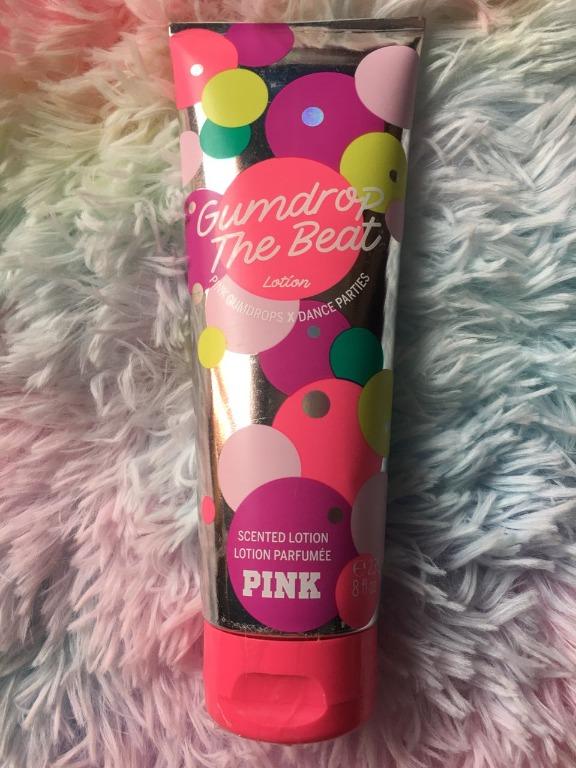 Gumdrop
The Beat
Lotion
PINK GUMDROPS X DANCE PARTIES
SCENTED LOTION
LOTION PARFUMÉE
PINK
8 fl oz